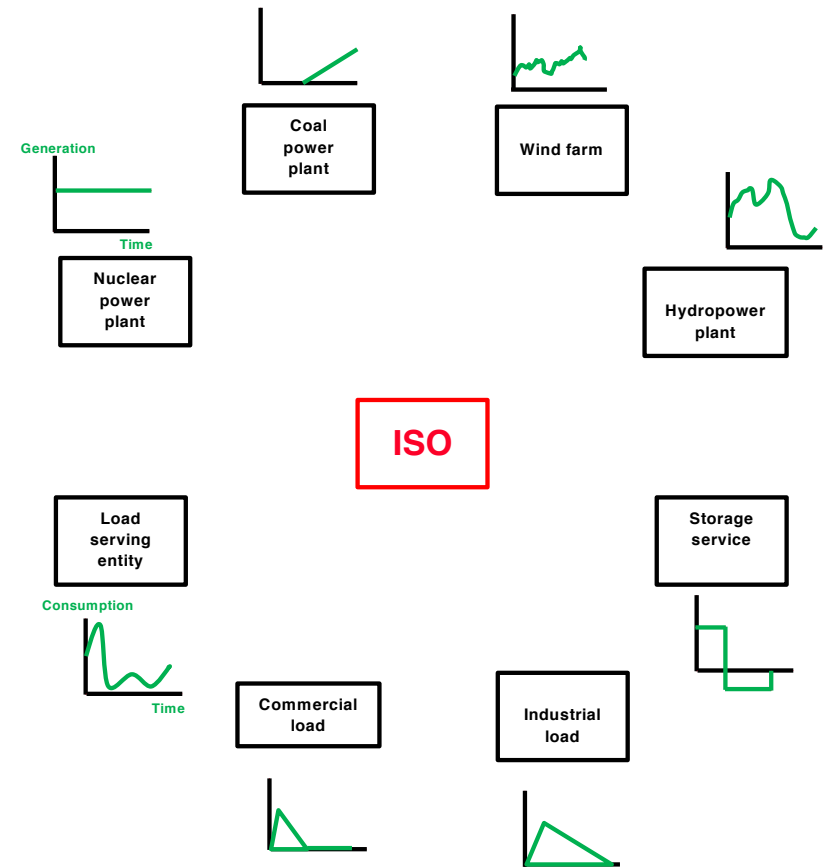 Coal
power
plant
Wind farm
Generation
Time
Nuclear
power
plant
Hydropower
plant
ISO
Load
serving
entity
Storage
service
Consumption
Time
Commercial
load
Industrial
load